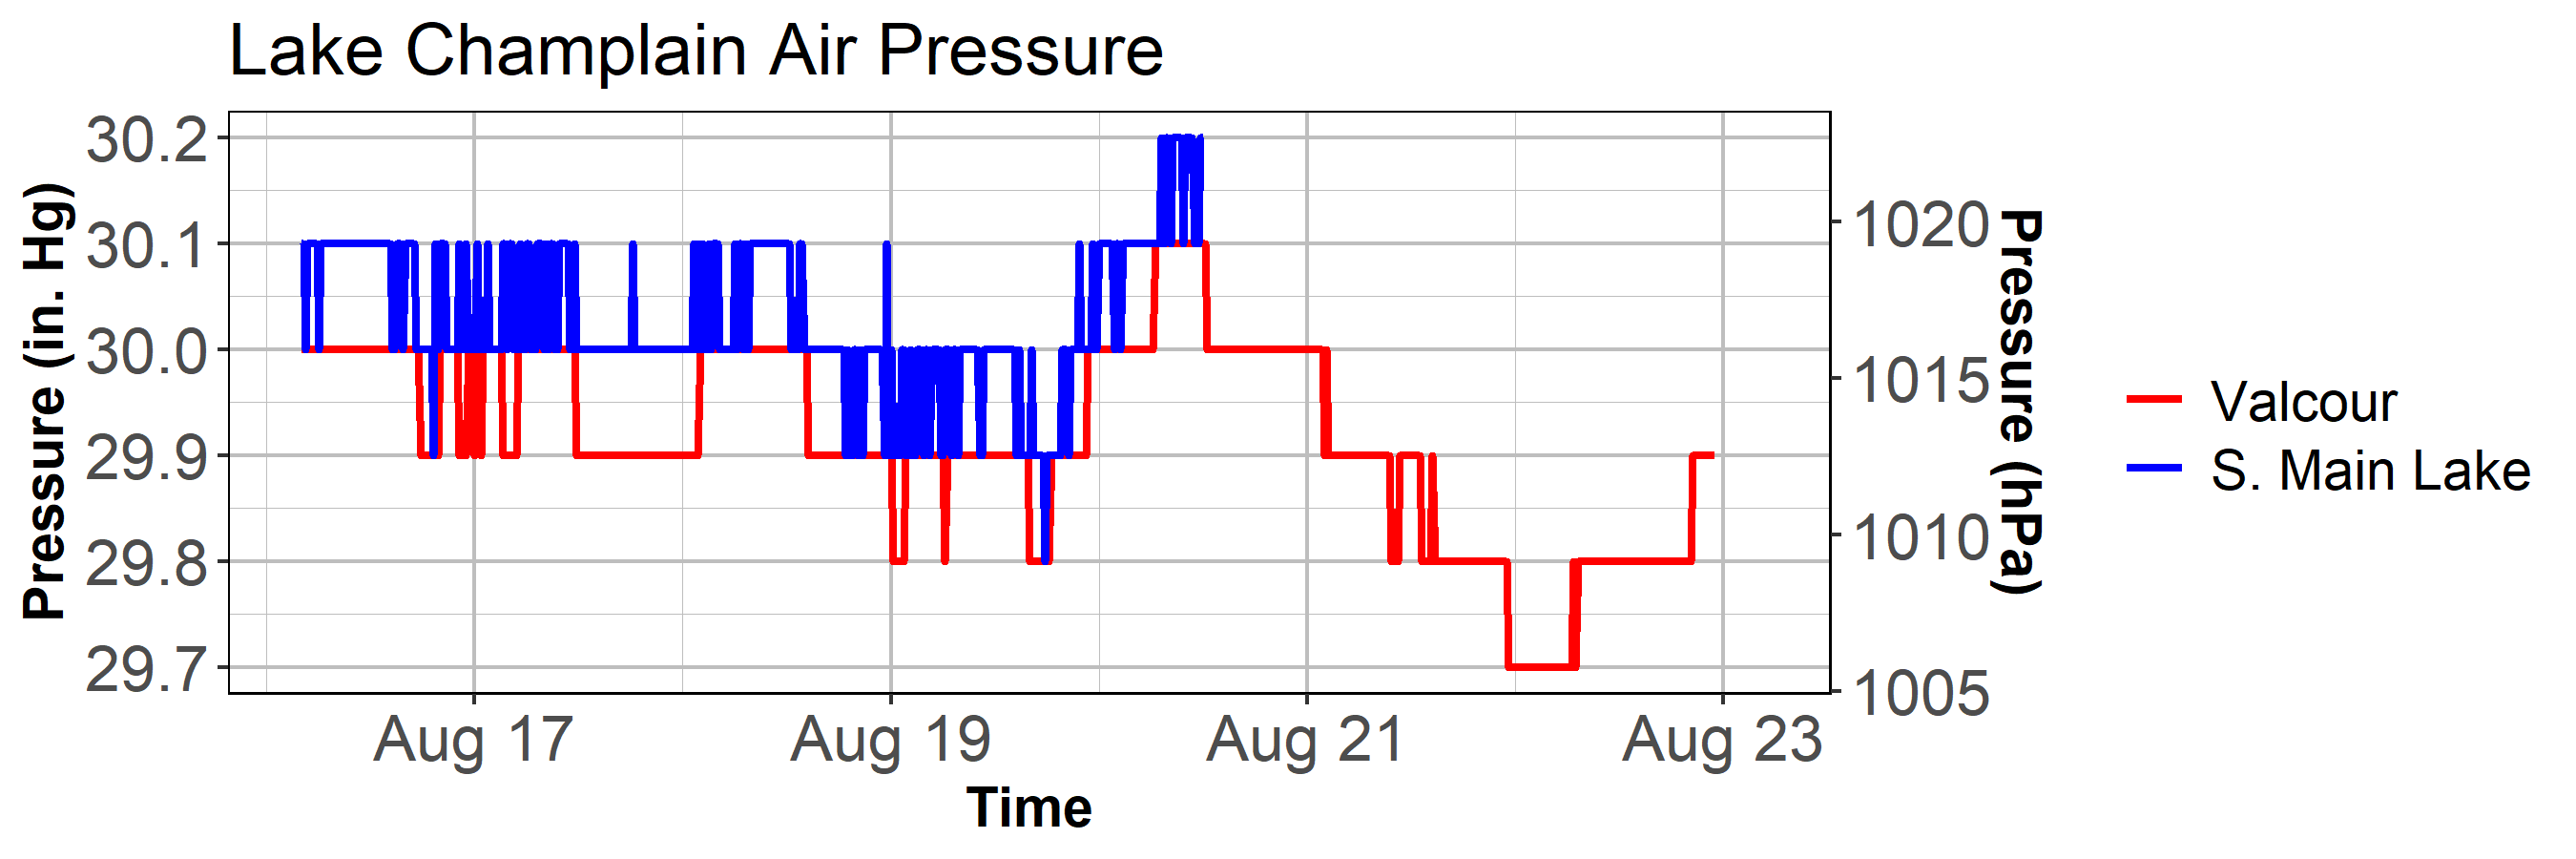 Lake Champlain Air Pressure
Pressure (in. Hg)
30.2
30.1
30.0
29.9
29.8
29.7
1020
1015
1010
1005
Pressure (hPa)
Aug 17
Aug 19
Aug 21
Aug 23
Time
Valcour
S. Main Lake